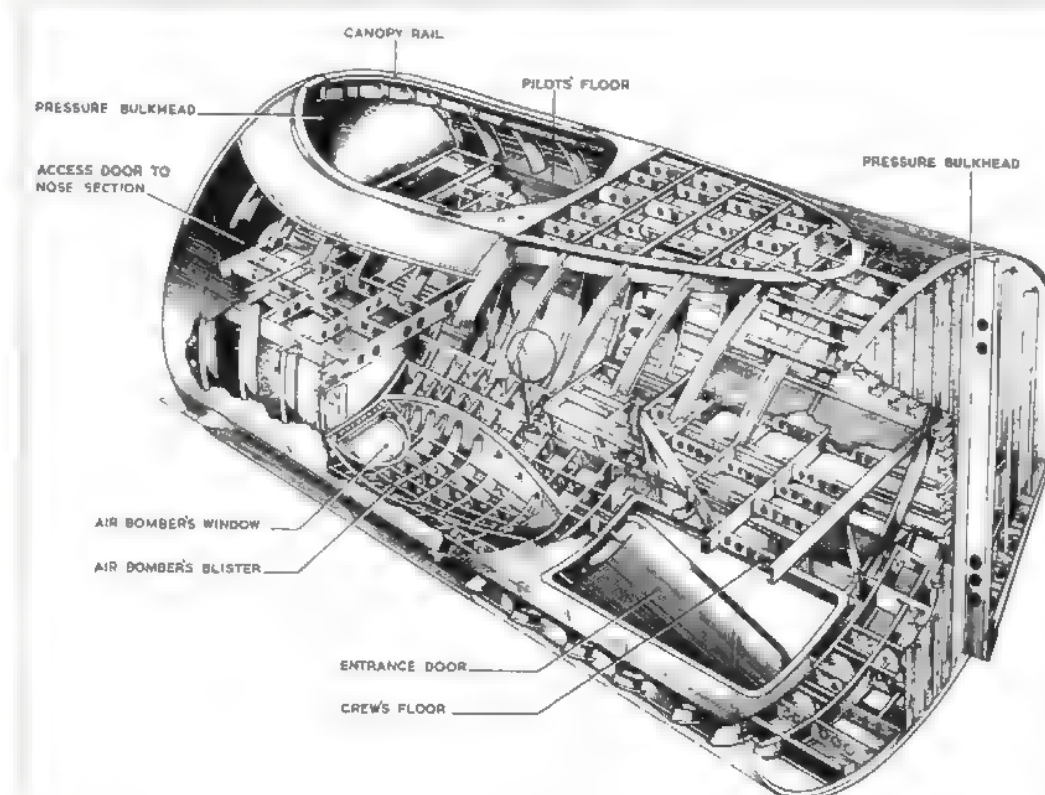 CANOPY RAIL
PILOTS' FLOOR
PRESSURE BULKHEAD
PRESSURE BULKHEAD
ACCESS DOOR TO
NOSE SECTION
AIR BOMBER'S WINDOW
AIR BOMBER'S BLISTER
ENTRANCE DOOR
CREW'S FLOOR